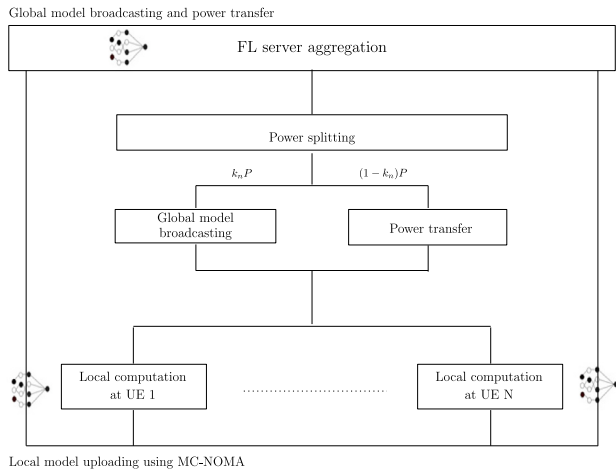 Global model broadcasting and power transfer
FL server aggregation
Power splitting
k_nP
(1 − k_n)P
Global model
broadcasting
Power transfer
Local computation
at UE 1
Local computation
at UE N
Local model uploading using MC-NOMA